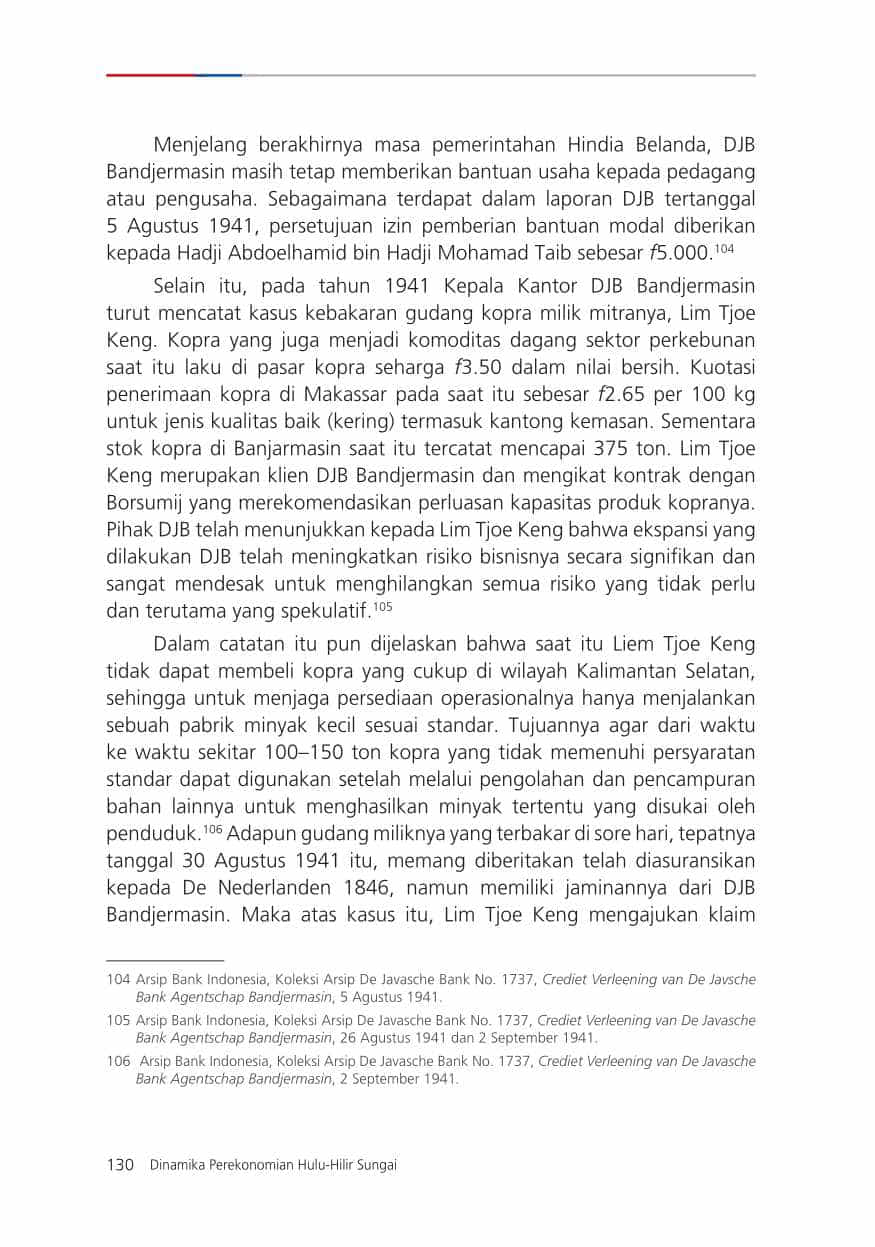 Menjelang berakhirnya masa pemerintahan Hindia Belanda, DJB
Bandjermasin masih tetap memberikan bantuan usaha kepada pedagang
atau pengusaha. Sebagaimana terdapat dalam laporan DJB tertanggal
5 Agustus 1941, persetujuan izin pemberian bantuan modal diberikan
kepada Hadji Abdoelhamid bin Hadji Mohamad Taib sebesar f5.000.104
Selain itu, pada tahun 1941 Kepala Kantor DJB Bandjermasin
turut mencatat kasus kebakaran gudang kopra milik mitranya, Lim Tjoe
Keng. Kopra yang juga menjadi komoditas dagang sektor perkebunan
saat itu laku di pasar kopra seharga f3.50 dalam nilai bersih. Kuotasi
penerimaan kopra di Makassar pada saat itu sebesar f2.65 per 100 kg
untuk jenis kualitas baik (kering) termasuk kantong kemasan. Sementara
stok kopra di Banjarmasin saat itu tercatat mencapai 375 ton. Lim Tjoe
Keng merupakan klien DJB Bandjermasin dan mengikat kontrak dengan
Borsumij yang merekomendasikan perluasan kapasitas produk kopranya.
Pihak DJB telah menunjukkan kepada Lim Tjoe Keng bahwa ekspansi yang
dilakukan DJB telah meningkatkan risiko bisnisnya secara signifikan dan
sangat mendesak untuk menghilangkan semua risiko yang tidak perlu
dan terutama yang spekulatif.105
Dalam catatan itu pun dijelaskan bahwa saat itu Liem Tjoe Keng
tidak dapat membeli kopra yang cukup di wilayah Kalimantan Selatan,
sehingga untuk menjaga persediaan operasionalnya hanya menjalankan
sebuah pabrik minyak kecil sesuai standar. Tujuannya agar dari waktu
ke waktu sekitar 100–150 ton kopra yang tidak memenuhi persyaratan
standar dapat digunakan setelah melalui pengolahan dan pencampuran
bahan lainnya untuk menghasilkan minyak tertentu yang disukai oleh
penduduk.106 Adapun gudang miliknya yang terbakar di sore hari, tepatnya
tanggal 30 Agustus 1941 itu, memang diberitakan telah diasuransikan
kepada De Nederlanden 1846, namun memiliki jaminannya dari DJB
Bandjermasin. Maka atas kasus itu, Lim Tjoe Keng mengajukan klaim
104 Arsip Bank Indonesia, Koleksi Arsip De Javasche Bank No. 1737, Crediet Verleening van De Javsche
Bank Agentschap Bandjermasin, 5 Agustus 1941.
105 Arsip Bank Indonesia, Koleksi Arsip De Javasche Bank No. 1737, Crediet Verleening van De Javasche
Bank Agentschap Bandjermasin, 26 Agustus 1941 dan 2 September 1941.
106 Arsip Bank Indonesia, Koleksi Arsip De Javasche Bank No. 1737, Crediet Verleening van De Javasche
Bank Agentschap Bandjermasin, 2 September 1941.
130 Dinamika Perekonomian Hulu-Hilir Sungai